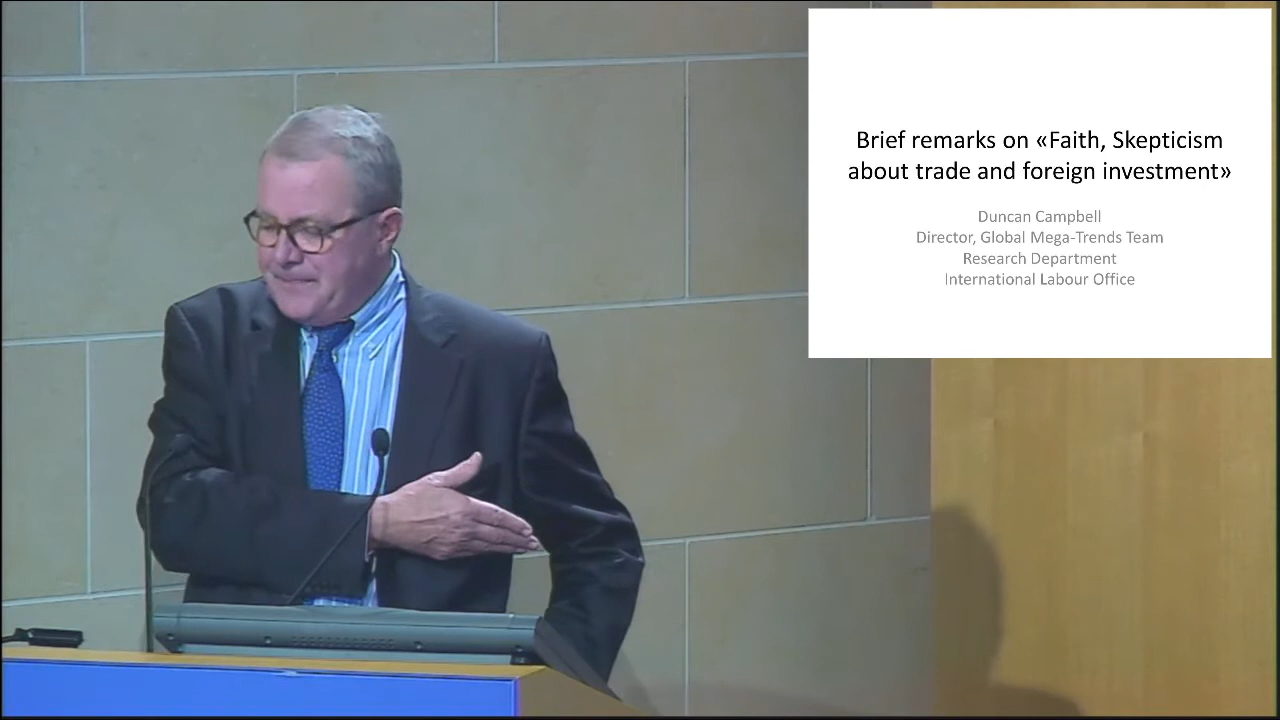 Brief remarks on «Faith, Skepticism
about trade and foreign investment»
Duncan Campbell
Director, Global Mega-Trends Team
Research Department
International Labour Office